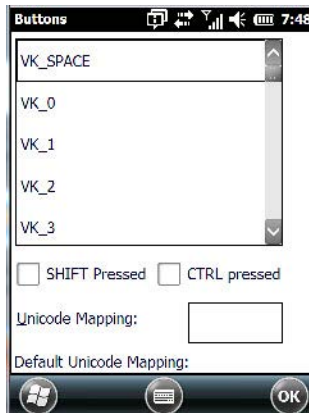 Buttons 7:48
VK_SPACE
VK_0
VK_1
VK_2
VK_3
SHIFT Pressed CTRL pressed
Unicode Mapping:
Default Unicode Mapping:
OK